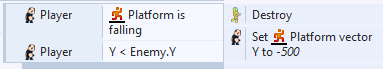 Player Platform is falling
Player Y < Enemy.Y
Destroy
Set Platform vector Y to -500